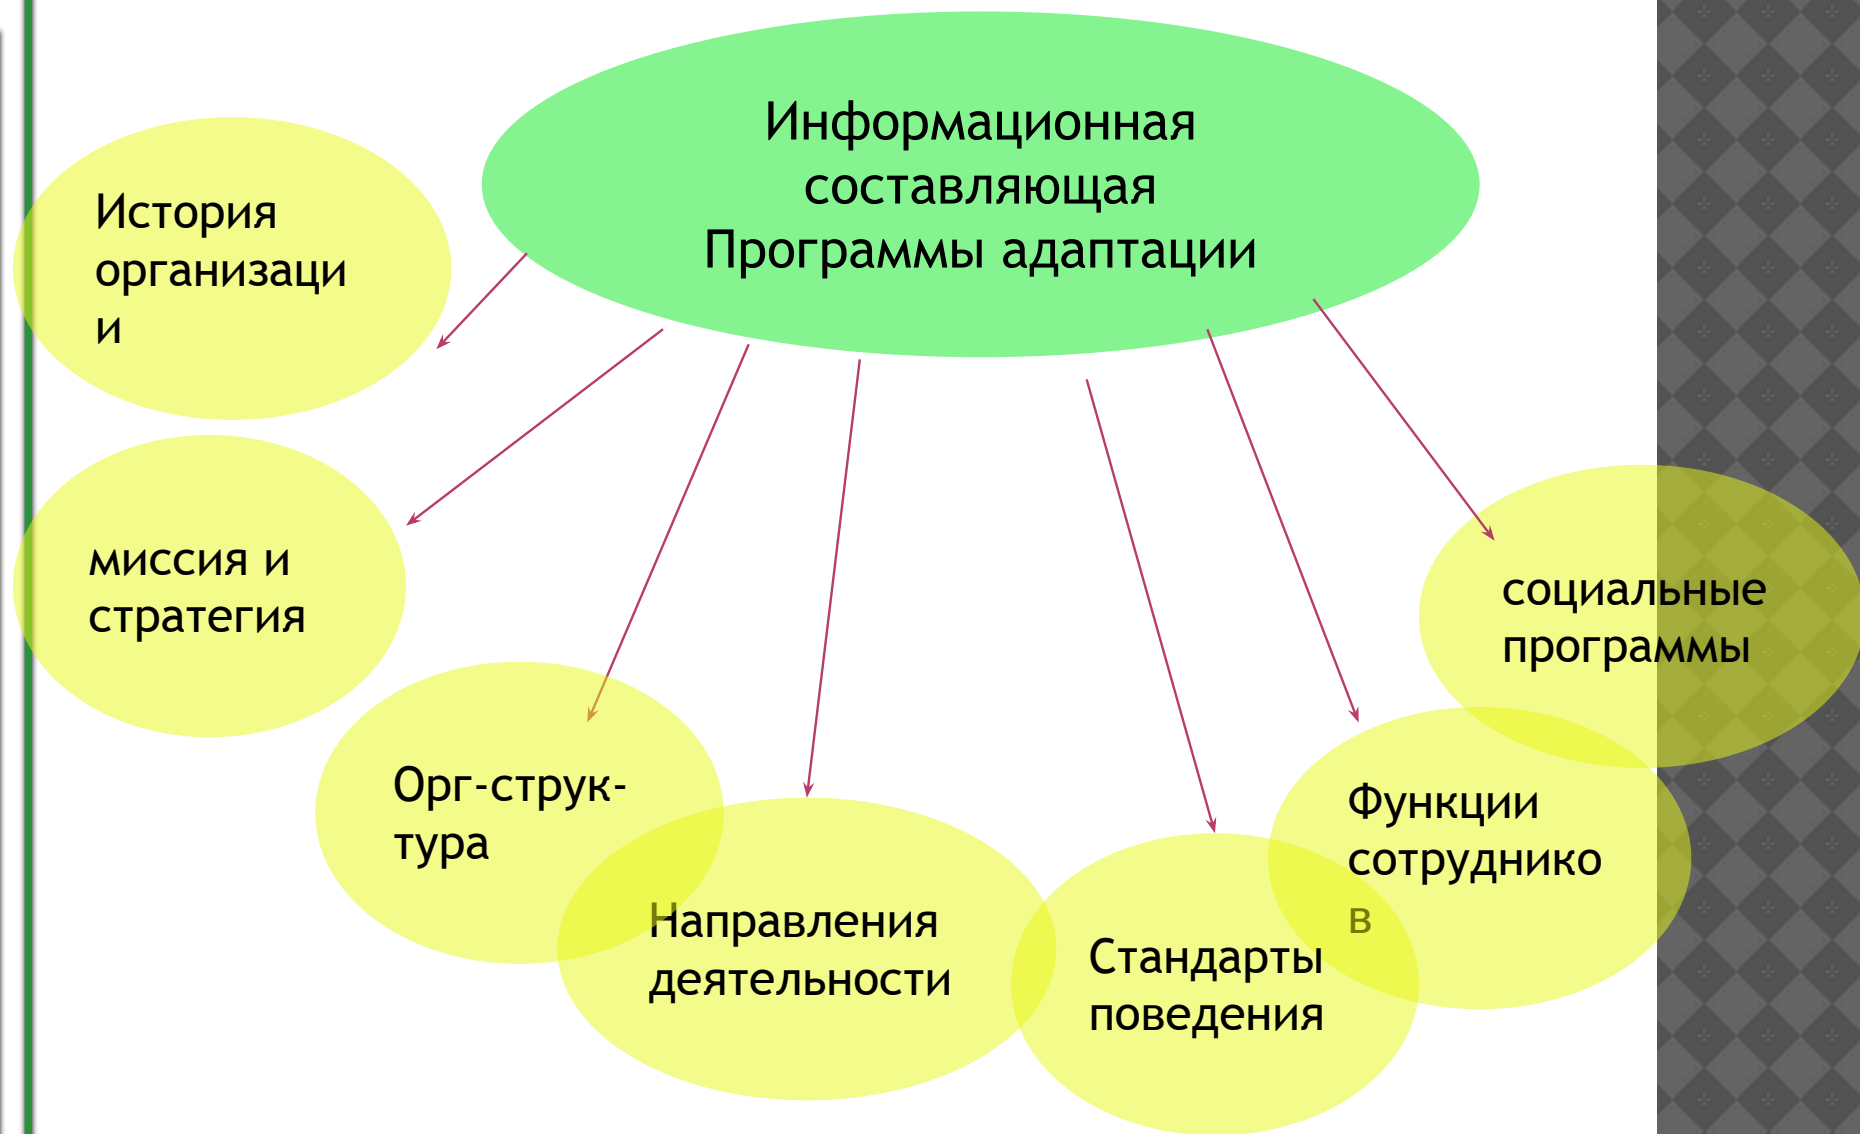 Информационная
составляющая
Программы адаптации
История
организаци
и
миссия и
стратегия
Орг-струк-
тура
Направления
деятельности
Стандарты
поведения
Функции
сотруднико
в
социальные
программы